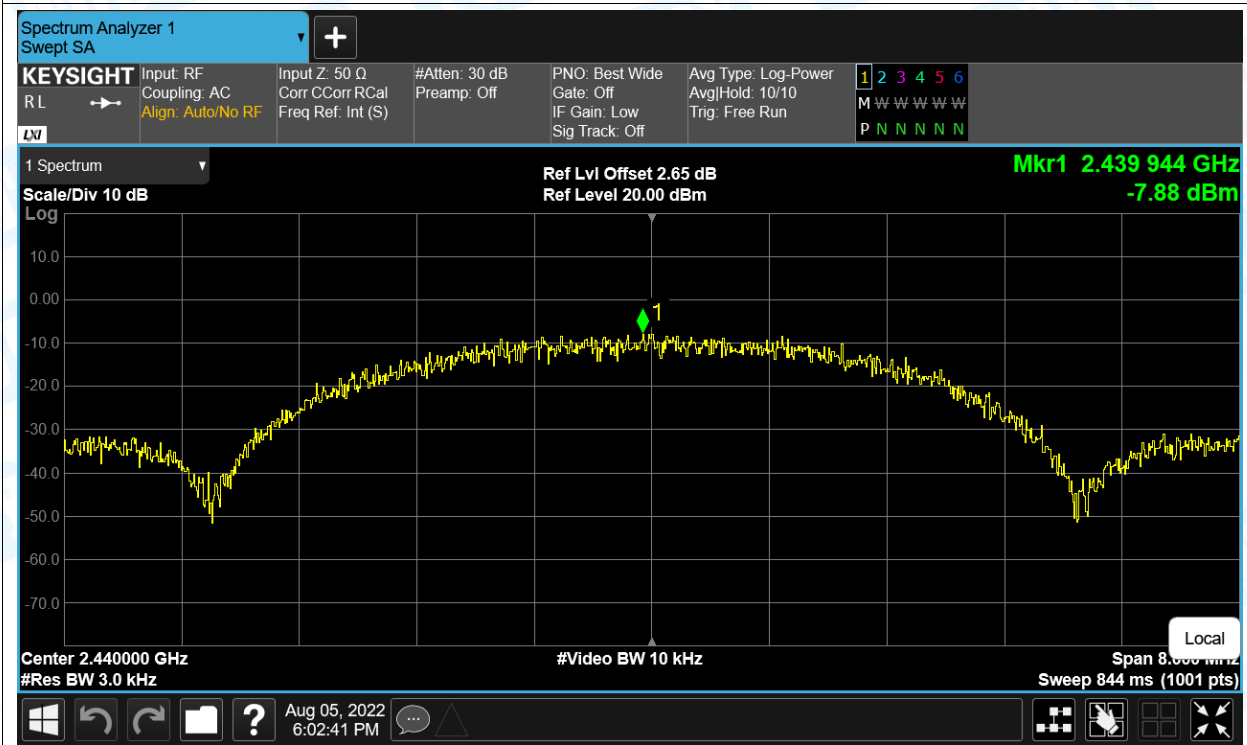 Spectrum Analyzer 1
Swept SA
KEYSIGHT
R L
LXI
Input: RF
Coupling: AC
Align: Auto/No RF
Input Z: 50 Ω
Corr CCorr RCal
Freq Ref: Int (S)
#Atten: 30 dB
Preamp: Off
PNO: Best Wide
Gate: Off
IF Gain: Low
Sig Track: Off
Avg Type: Log-Power
Avg|Hold: 10/10
Trig: Free Run
1 2 3 4 5 6
M W W W W W
P N N N N N
1 Spectrum
Scale/Div 10 dB
Log
Ref Lvl Offset 2.65 dB
Ref Level 20.00 dBm
Mkr1 2.439 944 GHz
-7.88 dBm
10.0
0.00
1
-10.0
-20.0
-30.0
-40.0
-50.0
-60.0
-70.0
Local
Center 2.440000 GHz
#Video BW 10 kHz
Span
#Res BW 3.0 kHz
Sweep 844 ms (1001 pts)
?
Aug 05, 2022
6:02:41 PM